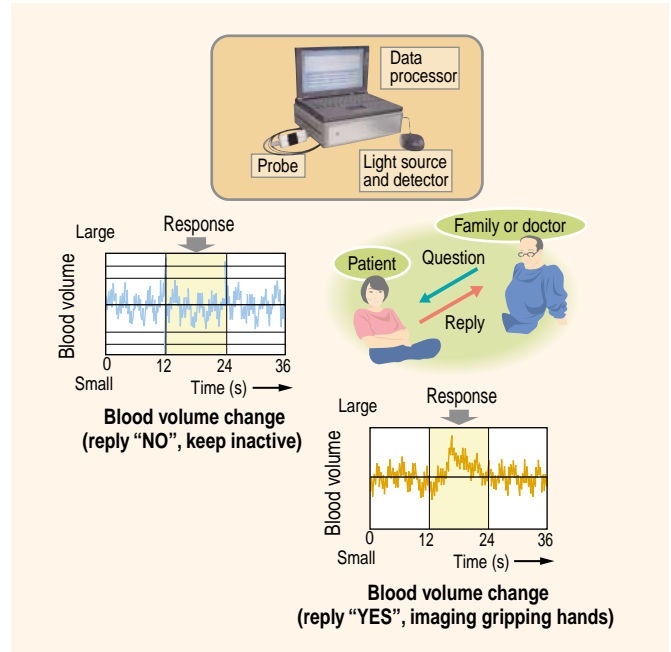 Data
processor
Probe
Light source
and detector
Family or doctor
Patient
Question
Reply
Large
Response
Blood volume
0 12 24 36
Small
Time (s)
Blood volume change
(reply “NO”, keep inactive)
Large
Response
Blood volume
0 12 24 36
Small
Time (s)
Blood volume change
(reply “YES”, imaging gripping hands)